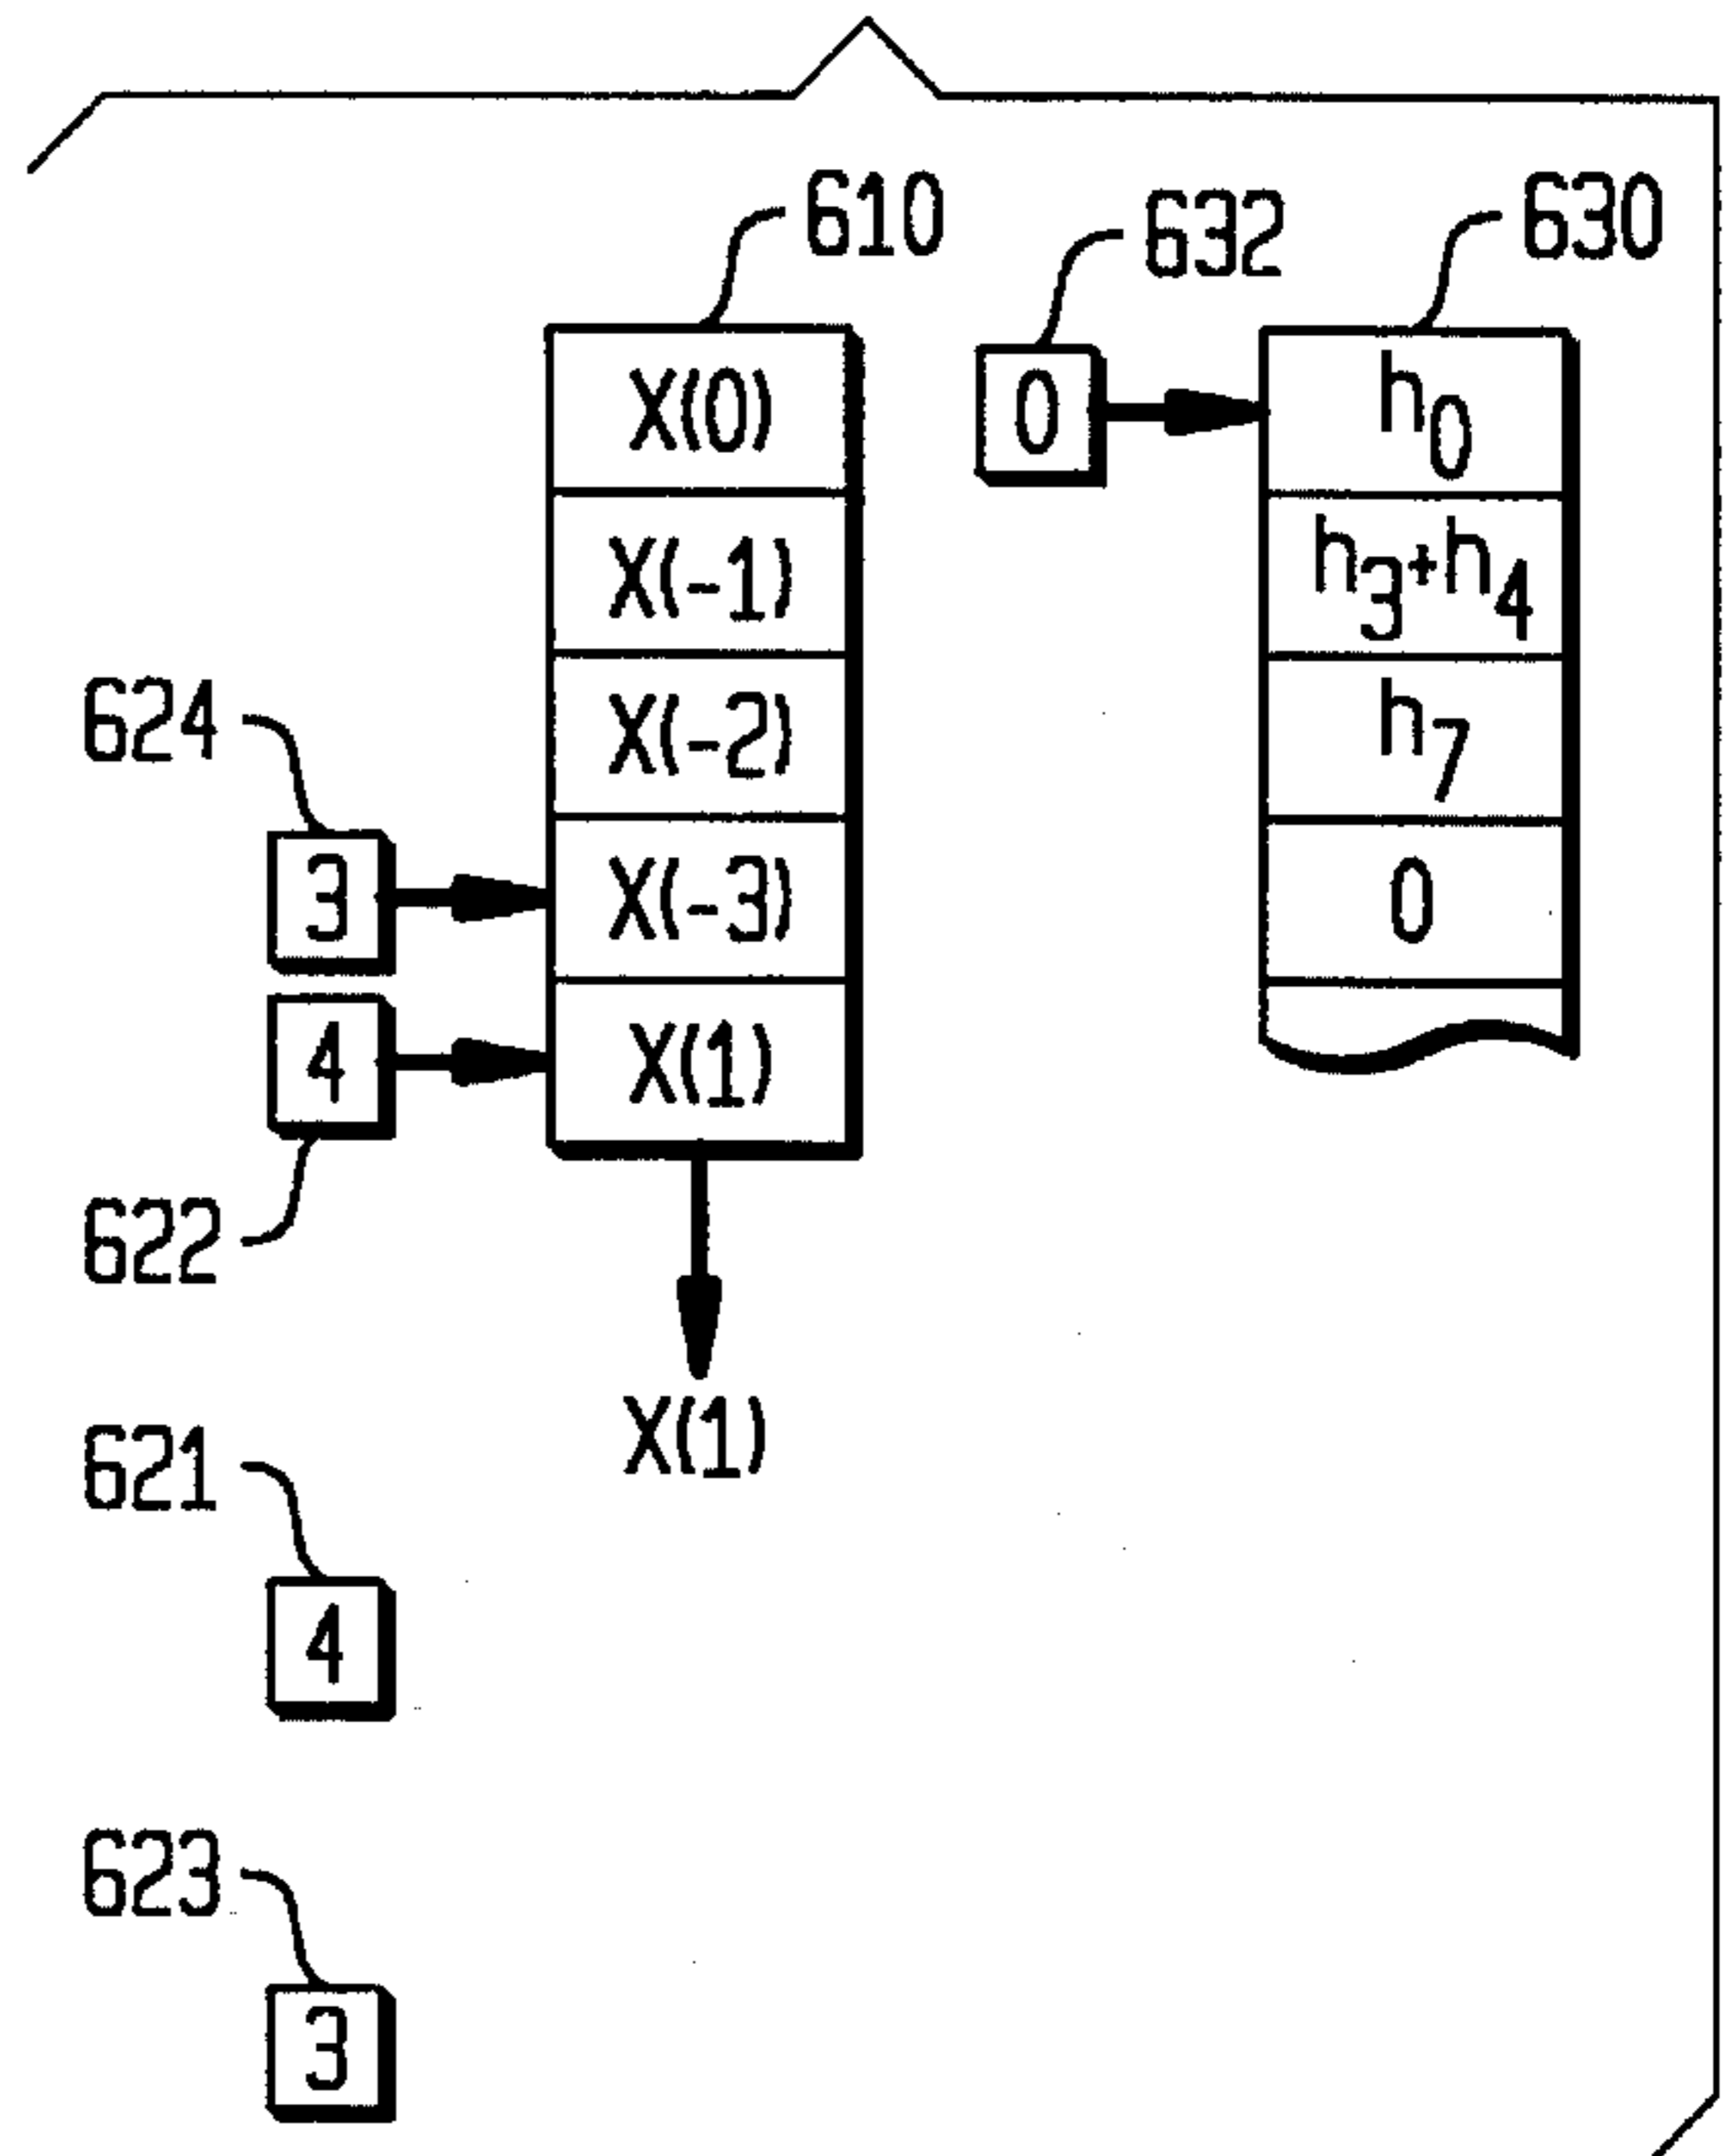 610 632 630
X(0) 0 h0
X(-1) h3+h4
624 X(-2) h7
3 X(-3) 0
4 X(1)
622
X(1)
621
4
623
3